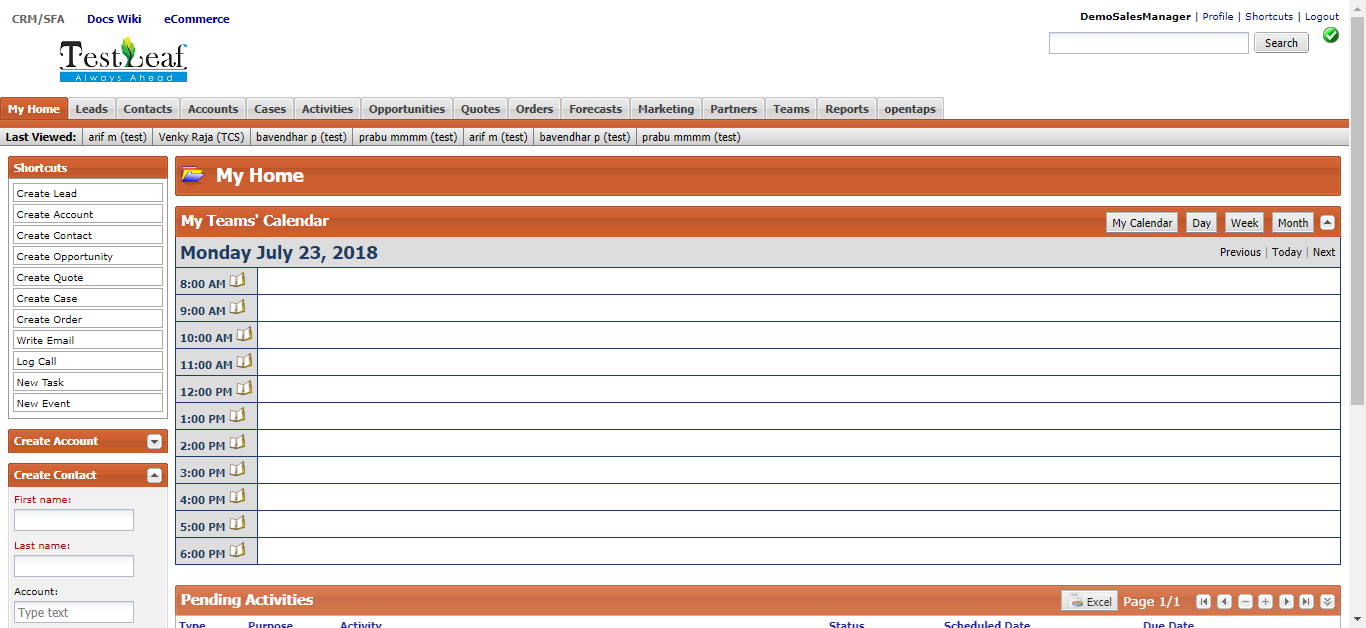 CRM/SFA Docs Wiki eCommerce
DemoSalesManager | Profile | Shortcuts | Logout
Search
TestLeaf
Always Ahead
My Home Leads Contacts Accounts Cases Activities Opportunities Quotes Orders Forecasts Marketing Partners Teams Reports opentaps
Last Viewed: arif m (test) Venky Raja (TCS) bavendhar p (test) prabu mmmm (test) arif m (test) bavendhar p (test) prabu mmmm (test)
Shortcuts
Create Lead
Create Account
Create Contact
Create Opportunity
Create Quote
Create Case
Create Order
Write Email
Log Call
New Task
New Event
Create Account
Create Contact
First name:
Last name:
Account:
Type text
My Home
My Teams' Calendar My Calendar Day Week Month
Monday July 23, 2018 Previous | Today | Next
8:00 AM
9:00 AM
10:00 AM
11:00 AM
12:00 PM
1:00 PM
2:00 PM
3:00 PM
4:00 PM
5:00 PM
6:00 PM
Pending Activities Excel Page 1/1
Type Purpose Activity Status Scheduled Date Due Date